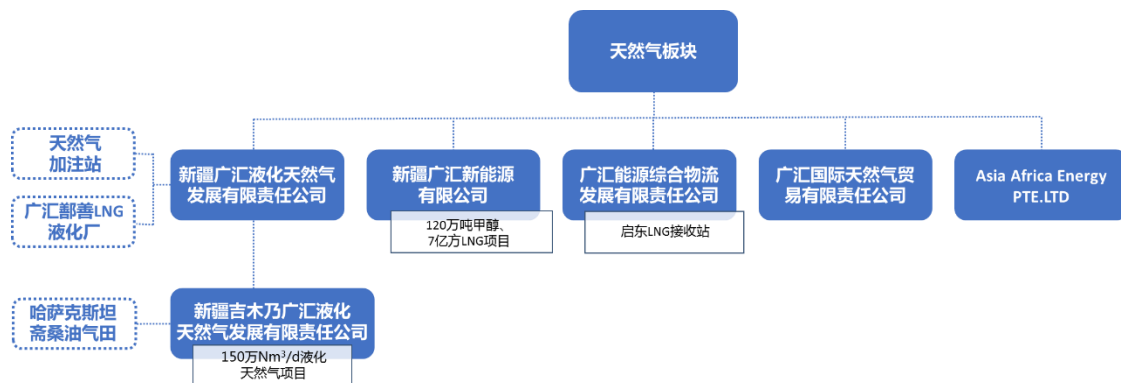 天然气板块
天然气
加注站
新疆广汇液化天然气
发展有限责任公司
新疆广汇新能源
有限公司
广汇能源综合物流
发展有限责任公司
广汇国际天然气贸
易有限责任公司
Asia Africa Energy
PTE.LTD
广汇鄯善LNG
液化厂
120万吨甲醇、
7亿方LNG项目
启东LNG接收站
哈萨克斯坦
斋桑油气田
新疆吉木乃广汇液化
天然气发展有限责任公司
150万Nm³/d液化
天然气项目